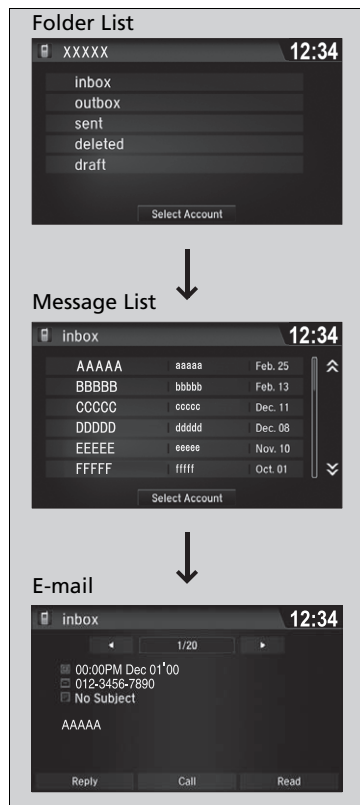 Folder List
XXXXX 12:34
inbox
outbox
sent
deleted
draft
Select Account
Message List
inbox 12:34
AAAAA aaaaa Feb. 25
BBBBB bbbbb Feb. 13
CCCCC ccccc Dec. 11
DDDDD ddddd Dec. 08
EEEEE eeeee Nov. 10
FFFFF fffff Oct. 01
Select Account
E-mail
inbox 12:34
1/20
00:00PM Dec 01'00
012-3456-7890
No Subject
AAAAA
Reply Call Read